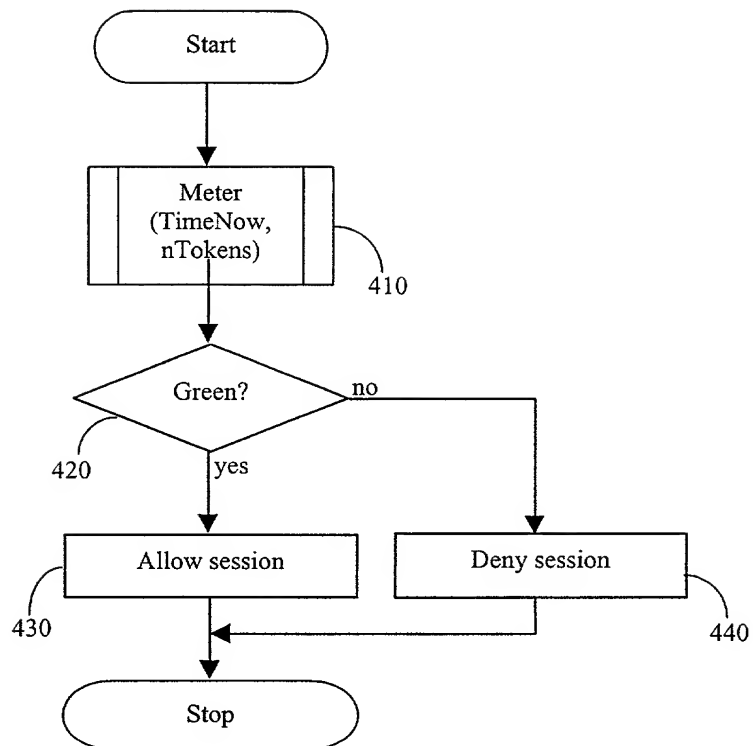 Start
Meter
(TimeNow,
nTokens)
410
Green?
no
420
yes
Allow session
Deny session
430
440
Stop